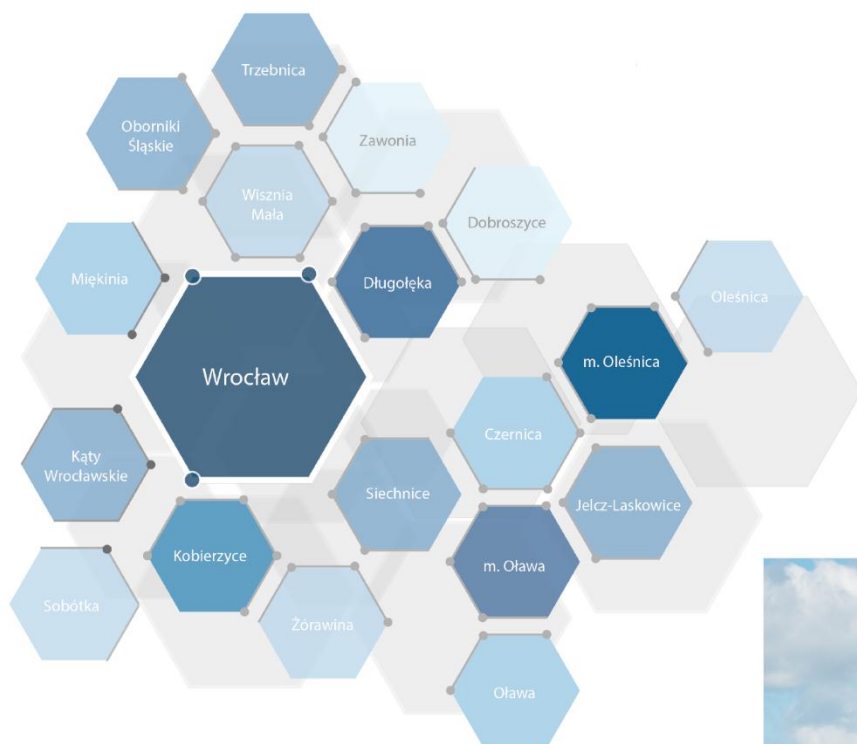 Trzebnica
Oborniki
Śląskie
Zawonia
Wisznia
Mała
Dobroszyce
Miękinia
Długołęka
Oleśnica
Wrocław
m. Oleśnica
Czernica
Kąty
Wrocławskie
Siechnice
Jelcz-Laskowice
Kobierzyce
m. Oława
Sobótka
Żórawina
Oława